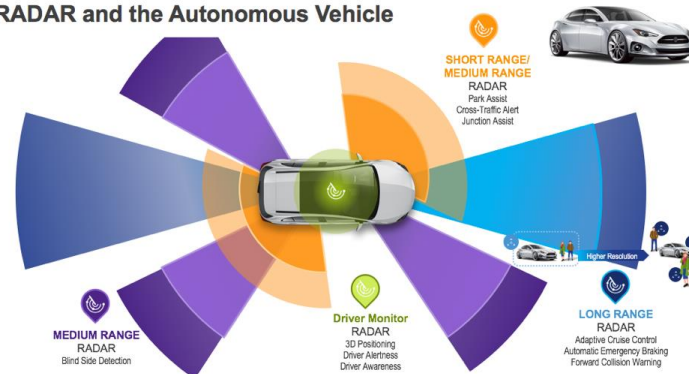 RADAR and the Autonomous Vehicle
SHORT RANGE/
MEDIUM RANGE
RADAR
Park Assist
Cross-Traffic Alert
Junction Assist
Higher Resolution
MEDIUM RANGE
RADAR
Blind Side Detection
Driver Monitor
RADAR
3D Positioning
Driver Alertness
Driver Awareness
LONG RANGE
RADAR
Adaptive Cruise Control
Automatic Emergency Braking
Forward Collision Warning